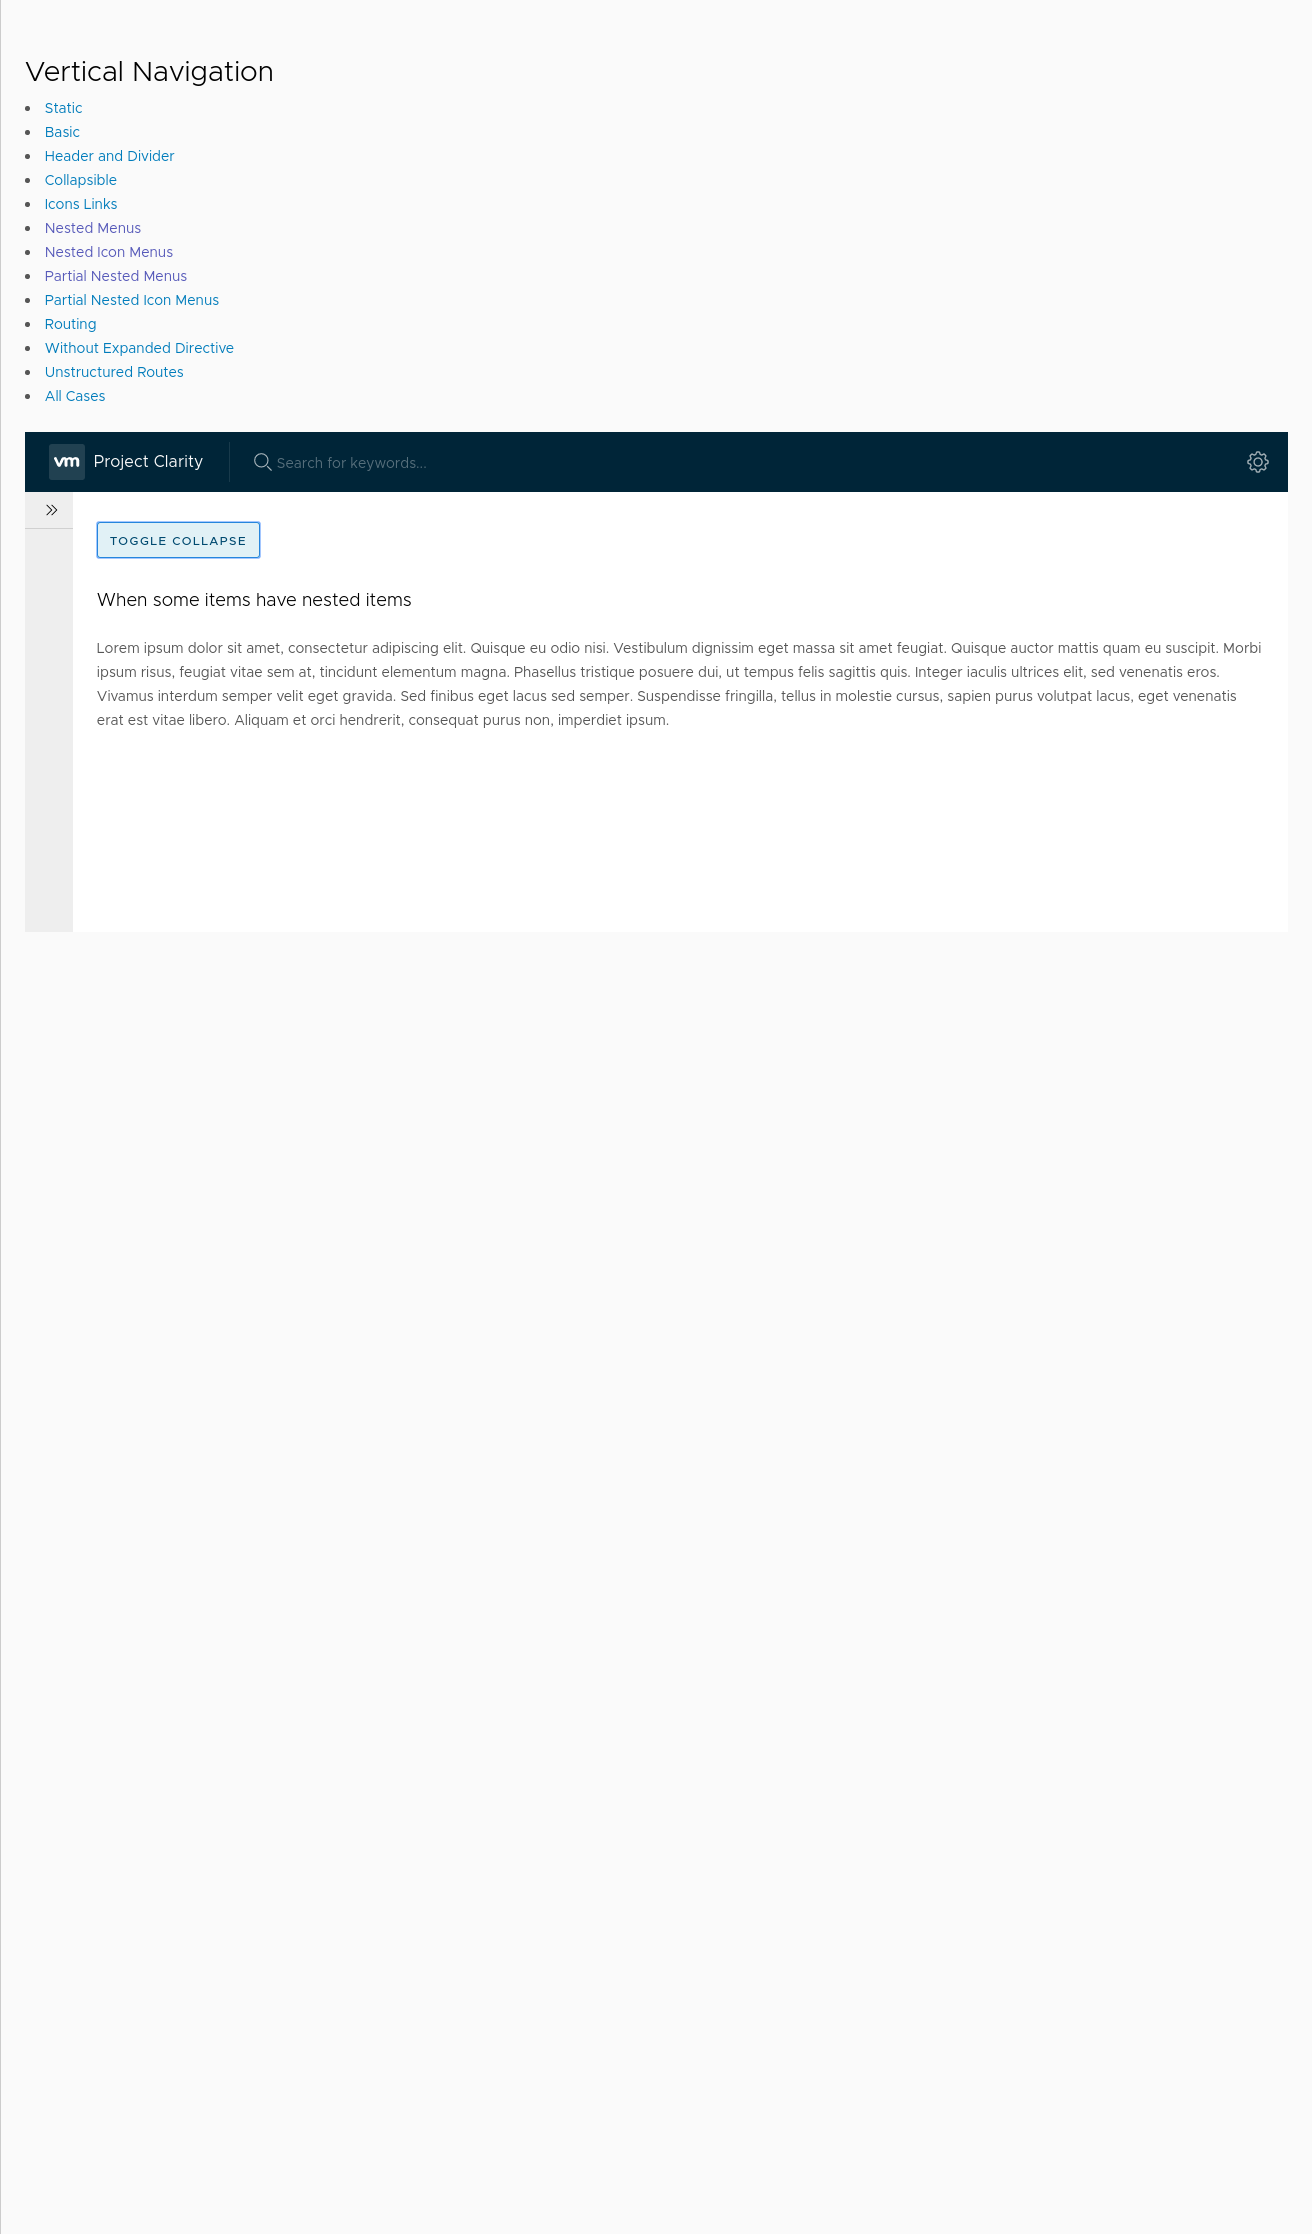 Vertical Navigation
Static
Basic
Header and Divider
Collapsible
Icons Links
Nested Menus
Nested Icon Menus
Partial Nested Menus
Partial Nested Icon Menus
Routing
Without Expanded Directive
Unstructured Routes
All Cases
vm Project Clarity Search for keywords...
TOGGLE COLLAPSE
When some items have nested items
Lorem ipsum dolor sit amet, consectetur adipiscing elit. Quisque eu odio nisi. Vestibulum dignissim eget massa sit amet feugiat. Quisque auctor mattis quam eu suscipit. Morbi
ipsum risus, feugiat vitae sem at, tincidunt elementum magna. Phasellus tristique posuere dui, ut tempus felis sagittis quis. Integer iaculis ultrices elit, sed venenatis eros.
Vivamus interdum semper velit eget gravida. Sed finibus eget lacus sed semper. Suspendisse fringilla, tellus in molestie cursus, sapien purus volutpat lacus, eget venenatis
erat est vitae libero. Aliquam et orci hendrerit, consequat purus non, imperdiet ipsum.